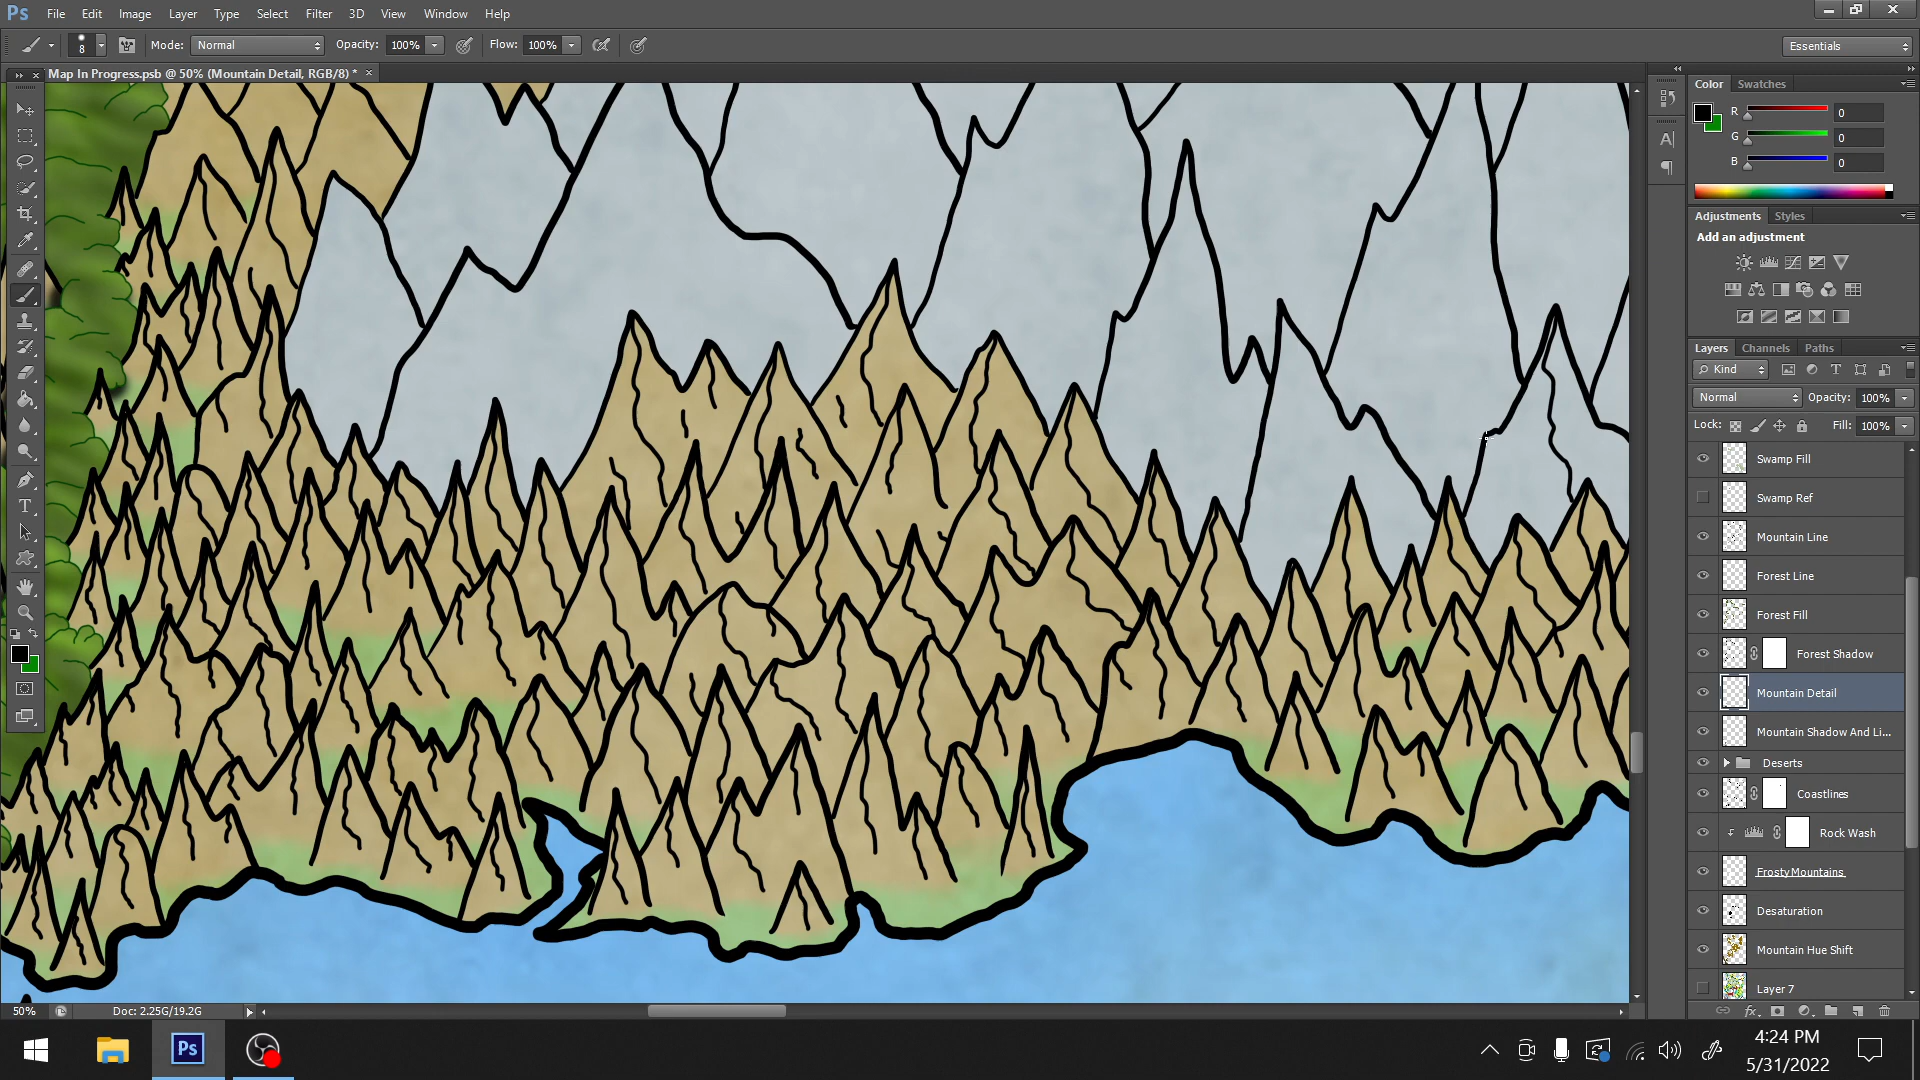 Ps File Edit Image Layer Type Select Filter 3D View Window Help
8 Mode: Normal Opacity: 100% Flow: 100% Essentials
Map In Progress.psb @ 50% (Mountain Detail, RGB/8) * ×
Color Swatches
R 0
G 0
B 0
Adjustments Styles
Add an adjustment
Layers Channels Paths
Kind
Normal Opacity: 100%
Lock: Fill: 100%
Swamp Fill
Swamp Ref
Mountain Line
Forest Line
Forest Fill
Forest Shadow
Mountain Detail
Mountain Shadow And Li...
Deserts
Coastlines
Rock Wash
FrostyMountains
Desaturation
Mountain Hue Shift
Layer 7
50% Doc: 2.25G/19.2G
Ps
4:24 PM
5/31/2022